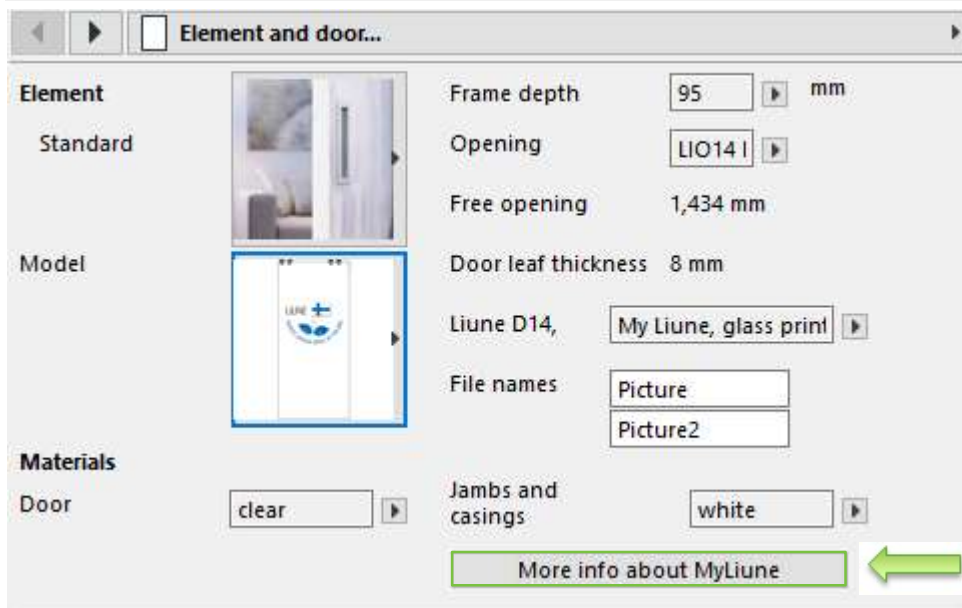 Element and door...
Element
Standard
Frame depth 95 mm
Opening LIO14
Free opening 1,434 mm
Model
Door leaf thickness 8 mm
LIUNE
Liune D14, My Liune, glass print
File names Picture
Picture2
Materials
Door clear
Jambs and
casings white
More info about MyLiune